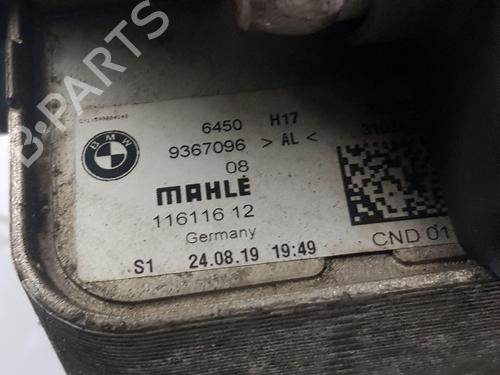 BMW
6450 H17
9367096 > AL <
08
MAHLE
116116 12
Germany
S1 24.08.19 19:49
CND 01
B-Parts